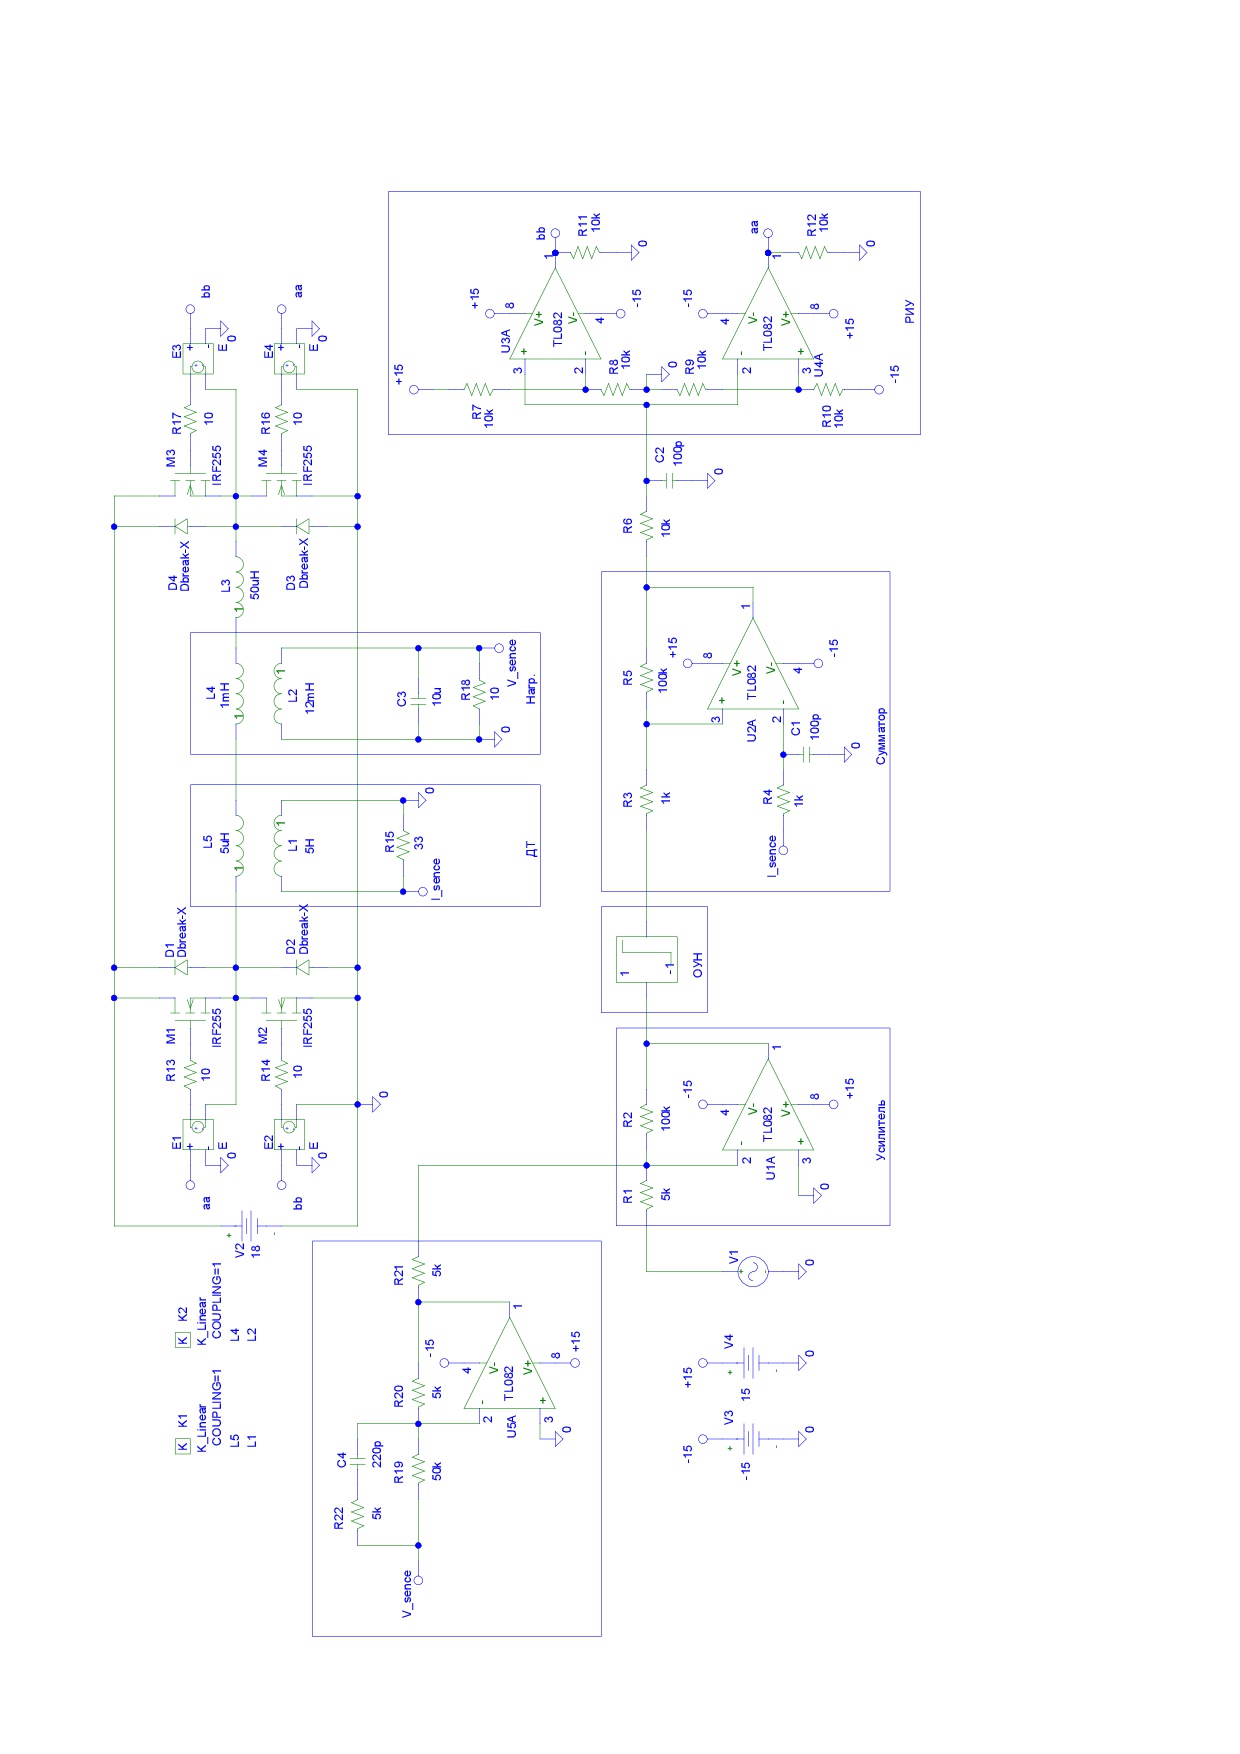 K K1
K_Linear
COUPLING=1
L5
L1
K K2
K_Linear
COUPLING=1
L4
L2
V2
18
+
-
aa
E1
+
-
E
0
R13
10
M1
IRF255
D1
Dbreak-X
bb
E2
+
-
E
0
R14
10
M2
IRF255
D2
Dbreak-X
0
L5
5uH
1
L1
5H
1
R15
33
0
I_sence
ДТ
L4
1mH
1
L2
12mH
1
C3
10u
R18
10
0
V_sence
Нагр.
L3
50uH
1
D4
Dbreak-X
D3
Dbreak-X
M3
IRF255
R17
10
E3
+
-
E
0
bb
M4
IRF255
R16
10
E4
+
-
E
0
aa
V_sence
R22
5k
C4
220p
R19
50k
R20
5k
R21
5k
U5A
TL082
2
3
-
+
V-
V+
4
8
1
-15
+15
0
R1
5k
R2
100k
U1A
TL082
2
3
-
+
V-
V+
4
8
1
-15
+15
0
Усилитель
1
-1
ОУН
R3
1k
R5
100k
I_sence
R4
1k
C1
100p
0
U2A
TL082
3
2
+
-
V+
V-
8
4
1
+15
-15
Сумматор
R6
10k
C2
100p
0
+15
R7
10k
R8
10k
0
R9
10k
R10
10k
-15
U3A
TL082
3
2
+
-
V+
V-
8
4
1
+15
-15
bb
R11
10k
0
U4A
TL082
2
3
-
+
V-
V+
4
8
1
-15
+15
aa
R12
10k
0
РИУ
-15
V3
-15
+
-
0
+15
V4
15
+
-
0
V1
+
-
0